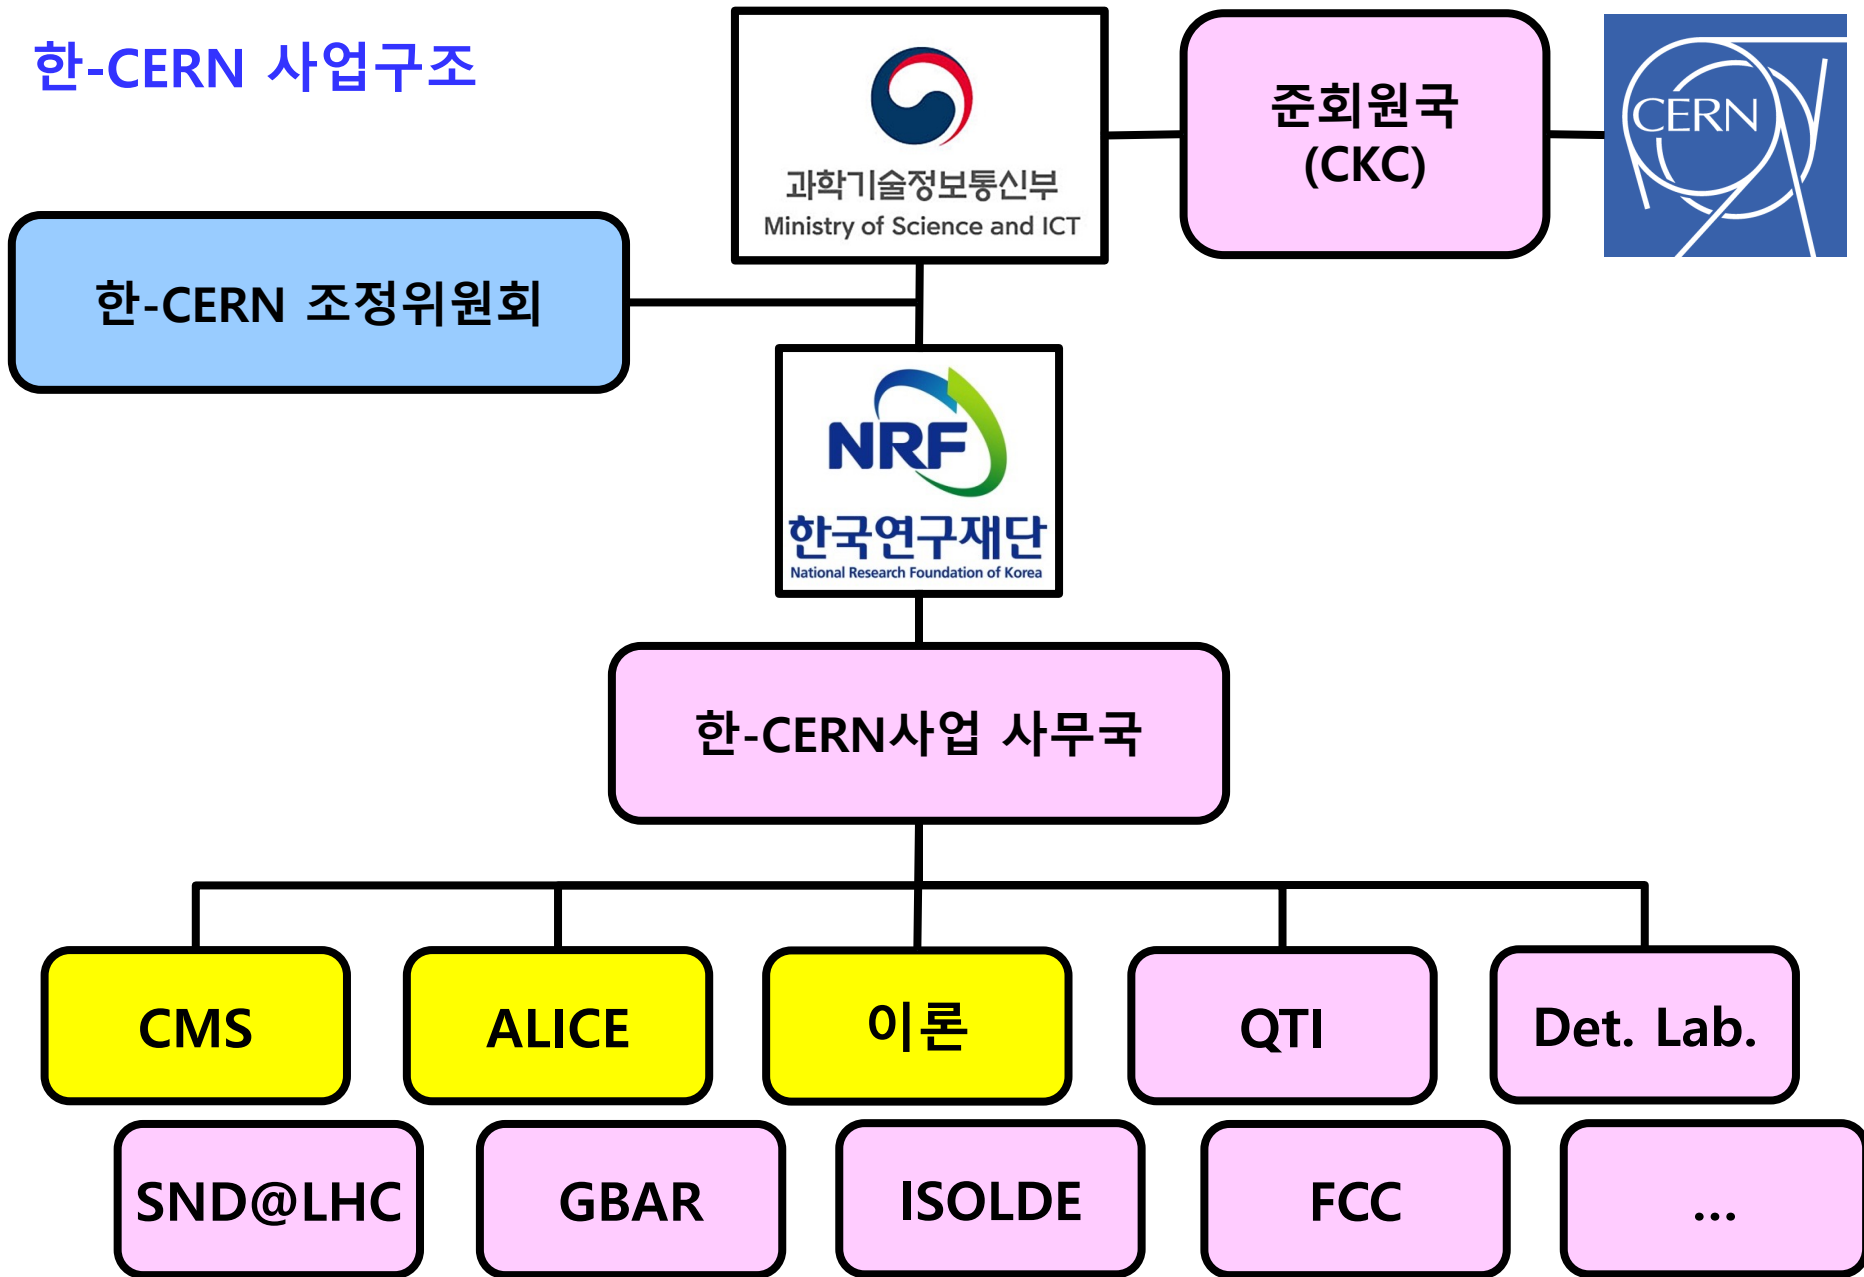 한-CERN 사업구조
과학기술정보통신부
Ministry of Science and ICT
준회원국
(CKC)
CERN
한-CERN 조정위원회
NRF
한국연구재단
National Research Foundation of Korea
한-CERN사업 사무국
CMS
ALICE
이론
QTI
Det. Lab.
SND@LHC
GBAR
ISOLDE
FCC
...